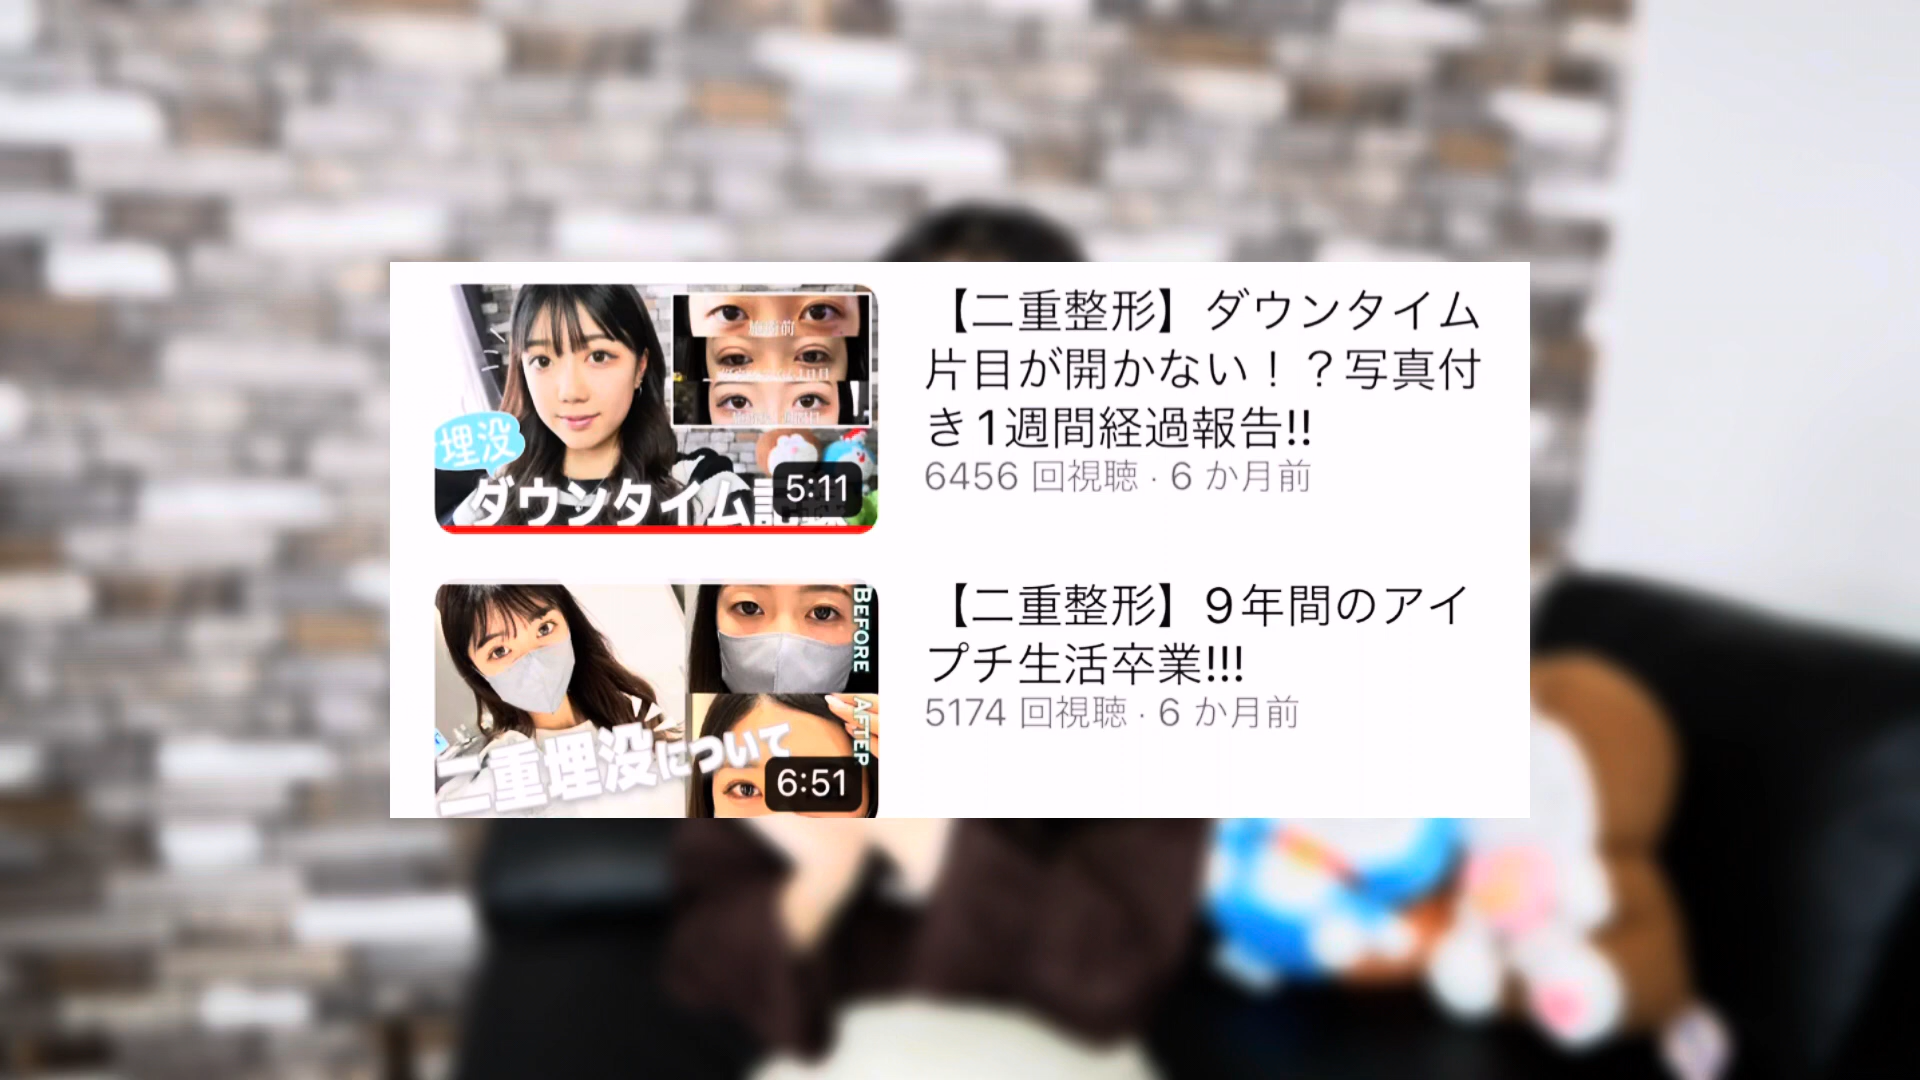 【二重整形】ダウンタイム
片目が開かない！？写真付
き1週間経過報告!!
6456 回視聴 · 6 か月前
施術前
埋没
ダウンタイム記録
5:11
【二重整形】9年間のアイ
プチ生活卒業!!!
5174 回視聴 · 6 か月前
BEFORE
AFTER
二重埋没について
6:51